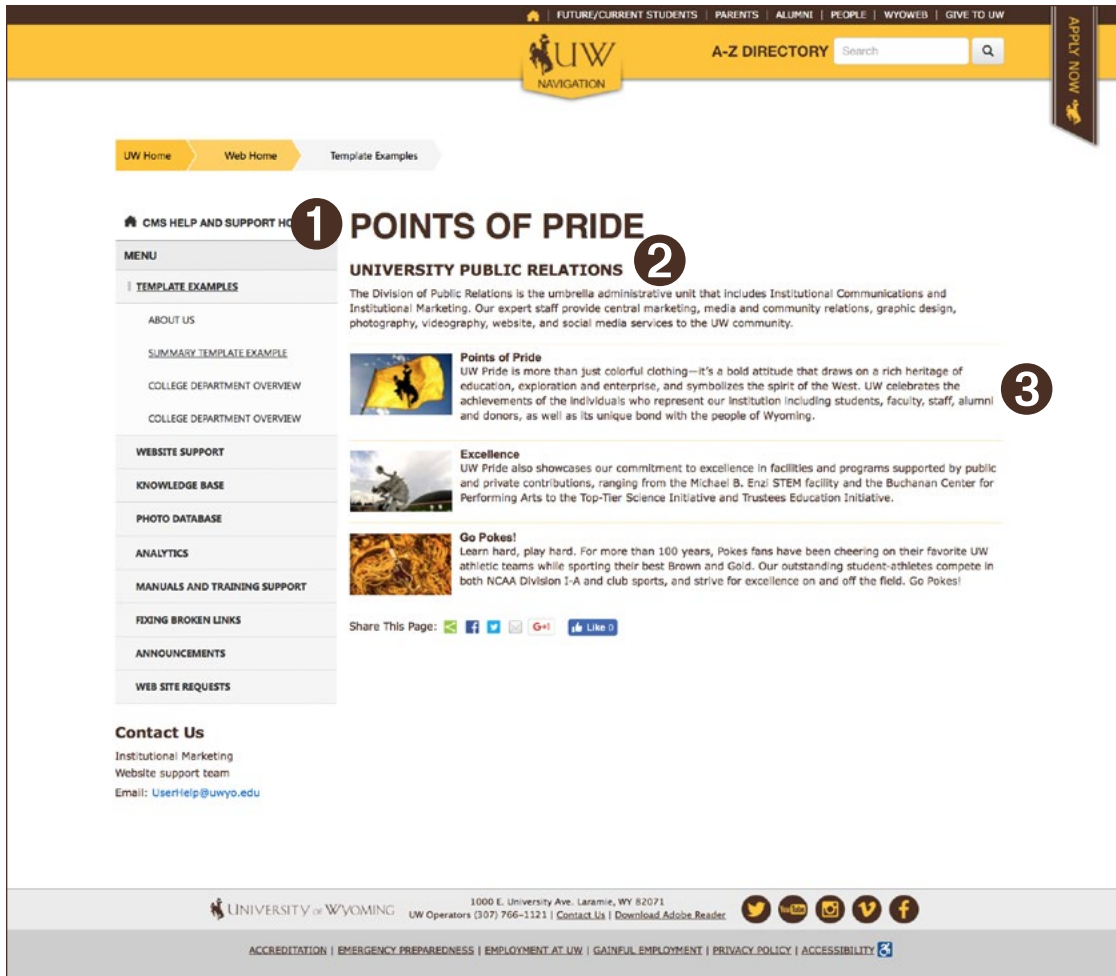 FUTURE/CURRENT STUDENTS | PARENTS | ALUMNI | PEOPLE | WYOWEB | GIVE TO UW
APPLY NOW
UW
NAVIGATION
A-Z DIRECTORY Search
UW Home Web Home Template Examples
CMS HELP AND SUPPORT
1 POINTS OF PRIDE
MENU
TEMPLATE EXAMPLES
ABOUT US
SUMMARY TEMPLATE EXAMPLE
COLLEGE DEPARTMENT OVERVIEW
COLLEGE DEPARTMENT OVERVIEW
WEBSITE SUPPORT
KNOWLEDGE BASE
PHOTO DATABASE
ANALYTICS
MANUALS AND TRAINING SUPPORT
FIXING BROKEN LINKS
ANNOUNCEMENTS
WEB SITE REQUESTS
Contact Us
Institutional Marketing
Website support team
Email: UserHelp@uwyo.edu
UNIVERSITY PUBLIC RELATIONS 2
The Division of Public Relations is the umbrella administrative unit that includes Institutional Communications and
Institutional Marketing. Our expert staff provide central marketing, media and community relations, graphic design,
photography, videography, website, and social media services to the UW community.
Points of Pride
UW Pride is more than just colorful clothing—it's a bold attitude that draws on a rich heritage of
education, exploration and enterprise, and symbolizes the spirit of the West. UW celebrates the
achievements of the individuals who represent our institution including students, faculty, staff, alumni
and donors, as well as its unique bond with the people of Wyoming.
3
Excellence
UW Pride also showcases our commitment to excellence in facilities and programs supported by public
and private contributions, ranging from the Michael B. Enzi STEM facility and the Buchanan Center for
Performing Arts to the Top-Tier Science Initiative and Trustees Education Initiative.
Go Pokes!
Learn hard, play hard. For more than 100 years, Pokes fans have been cheering on their favorite UW
athletic teams while sporting their best Brown and Gold. Our outstanding student-athletes compete in
both NCAA Division I-A and club sports, and strive for excellence on and off the field. Go Pokes!
Share This Page: G+1 Like 0
UNIVERSITY OF WYOMING
1000 E. University Ave. Laramie, WY 82071
UW Operators (307) 766-1121 | Contact Us | Download Adobe Reader
You Tube
ACCREDITATION | EMERGENCY PREPAREDNESS | EMPLOYMENT AT UW | GAINFUL EMPLOYMENT | PRIVACY POLICY | ACCESSIBILITY